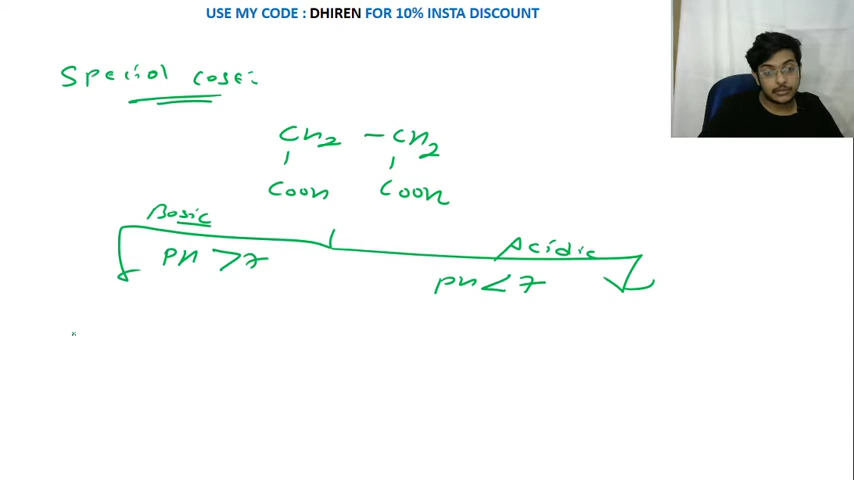 USE MY CODE : DHIREN FOR 10% INSTA DISCOUNT
Special case:
CH2 — CH2
COOH COOH
Basic
Acidic
PH > 7
PH < 7